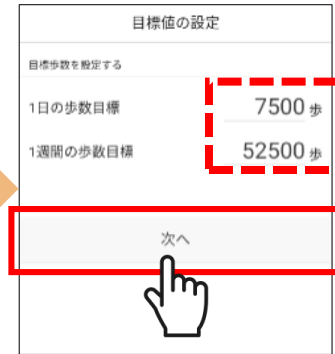 目標値の設定
目標歩数を設定する
1日の歩数目標 7500 歩
1週間の歩数目標 52500 歩
次へ